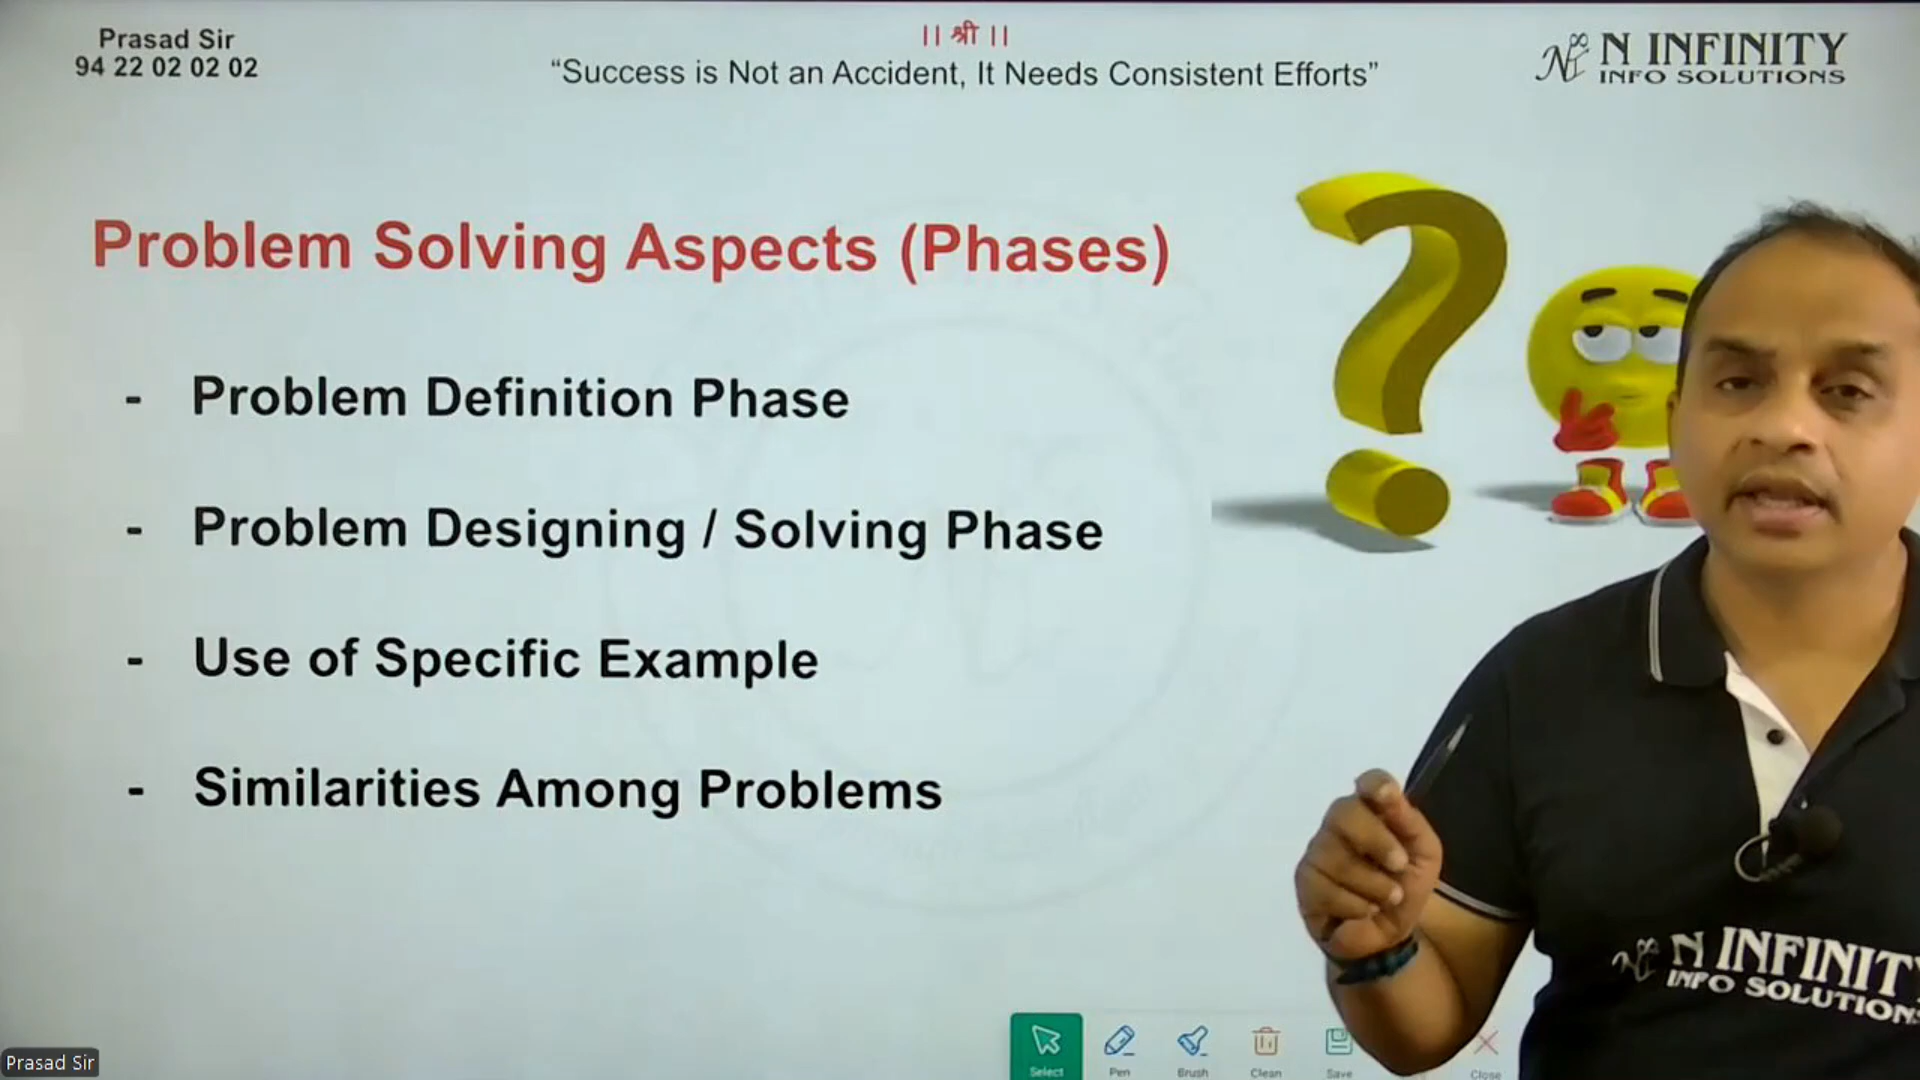 Prasad Sir
94 22 02 02 02
|| श्री ||
“Success is Not an Accident, It Needs Consistent Efforts”
N INFINITY
INFO SOLUTIONS
Problem Solving Aspects (Phases)
- Problem Definition Phase
- Problem Designing / Solving Phase
- Use of Specific Example
- Similarities Among Problems
N INFINITY
INFO SOLUTIONS
Select
Pen
Brush
Clean
Save
Close
Prasad Sir